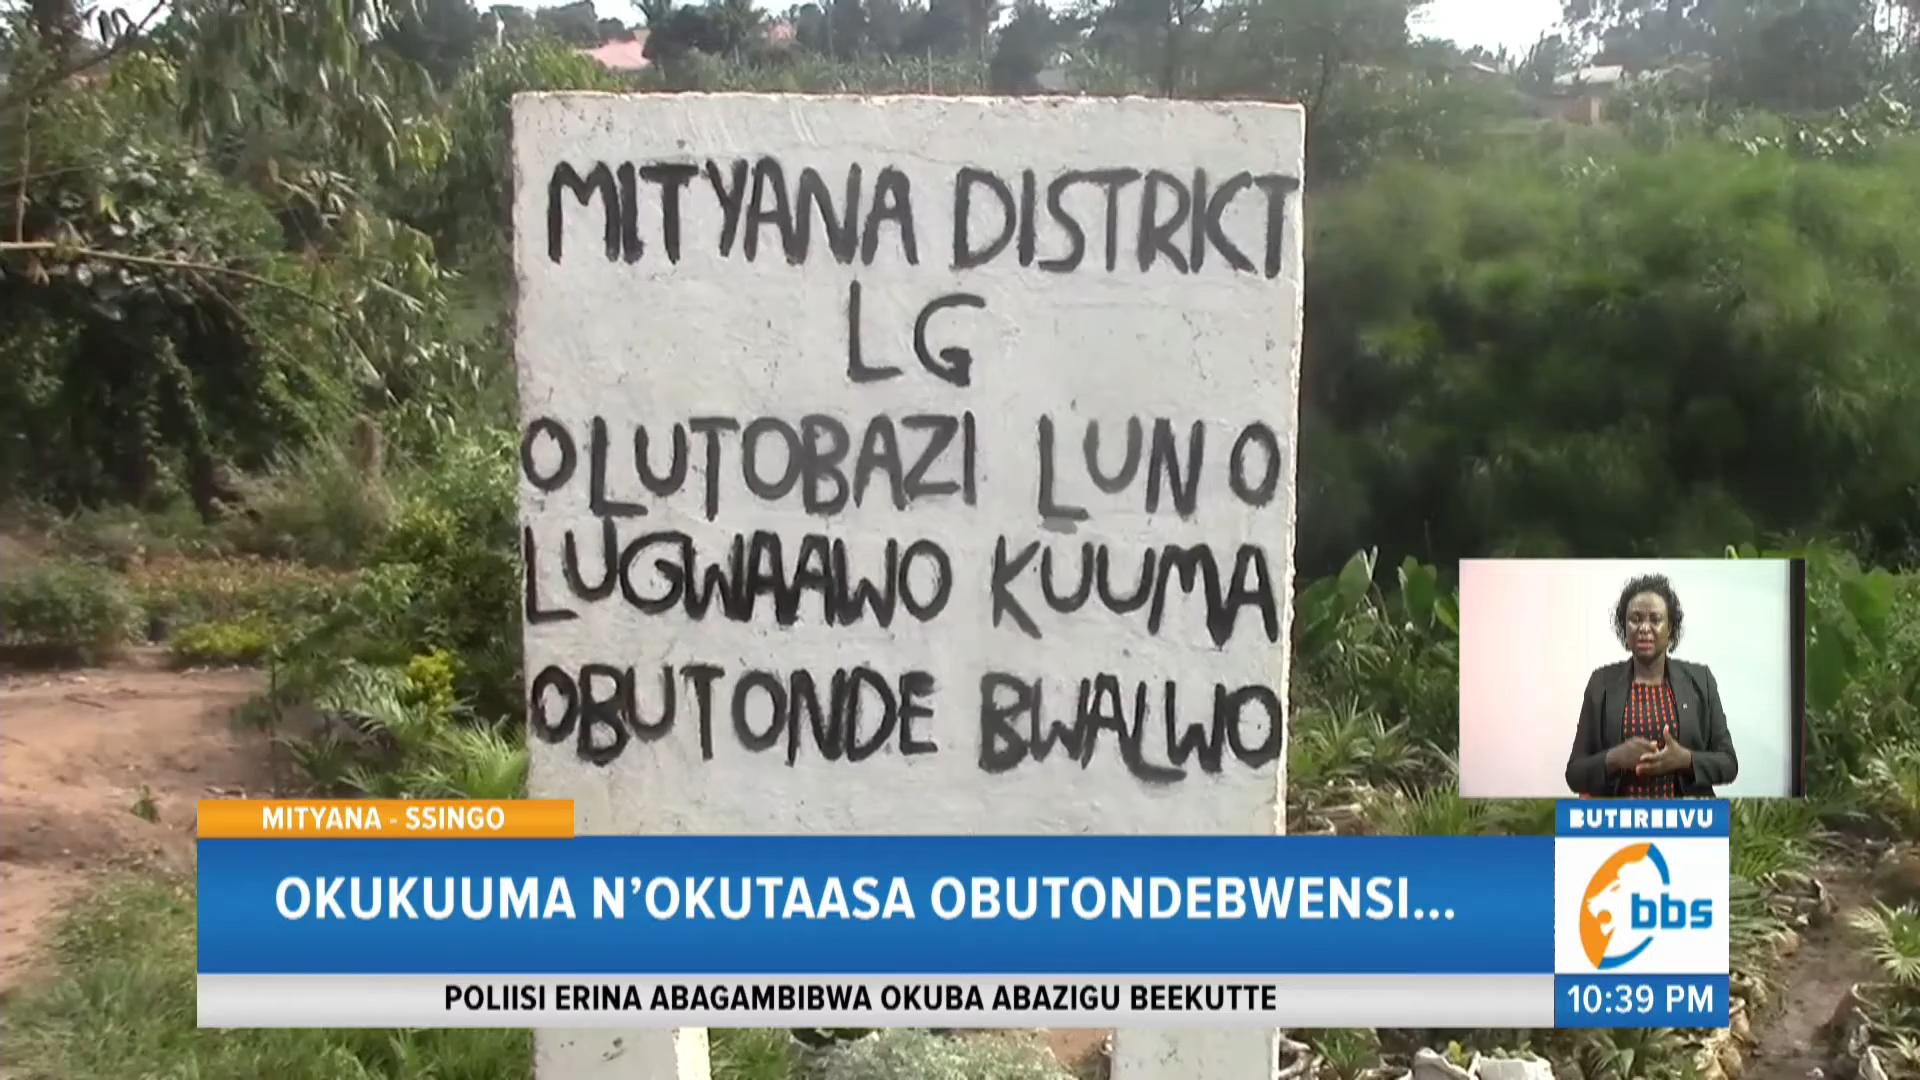 MITYANA DISTRICT
LG
OLUTOBAZI LUNO
LUGWAAWO KUUMA
OBUTONDE BWALWO
MITYANA - SSINGO
BUTEREEVU
OKUKUUMA N'OKUTAASA OBUTONDEBWENSI...
bbs
POLIISI ERINA ABAGAMBIBWA OKUBA ABAZIGU BEEKUTTE
10:39 PM